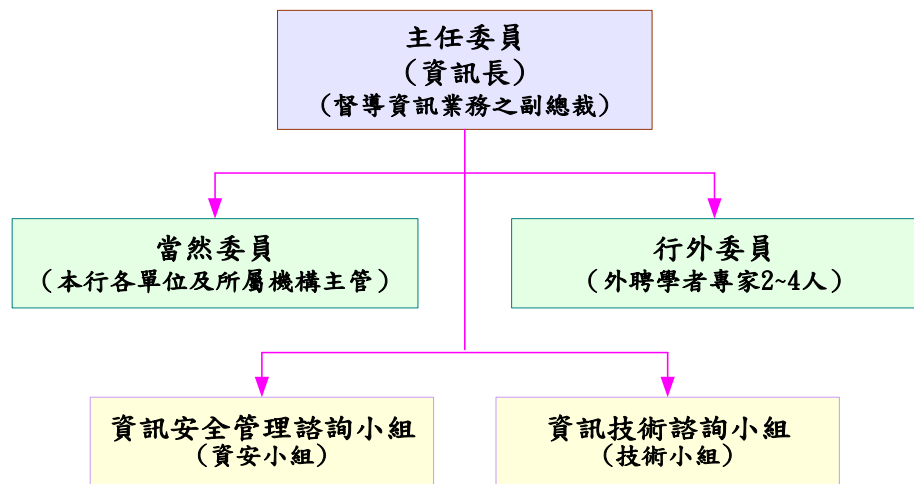 主任委員
（資訊長）
（督導資訊業務之副總裁）
當然委員
（本行各單位及所屬機構主管）
行外委員
（外聘學者專家2~4人）
資訊安全管理諮詢小組
（資安小組）
資訊技術諮詢小組
（技術小組）